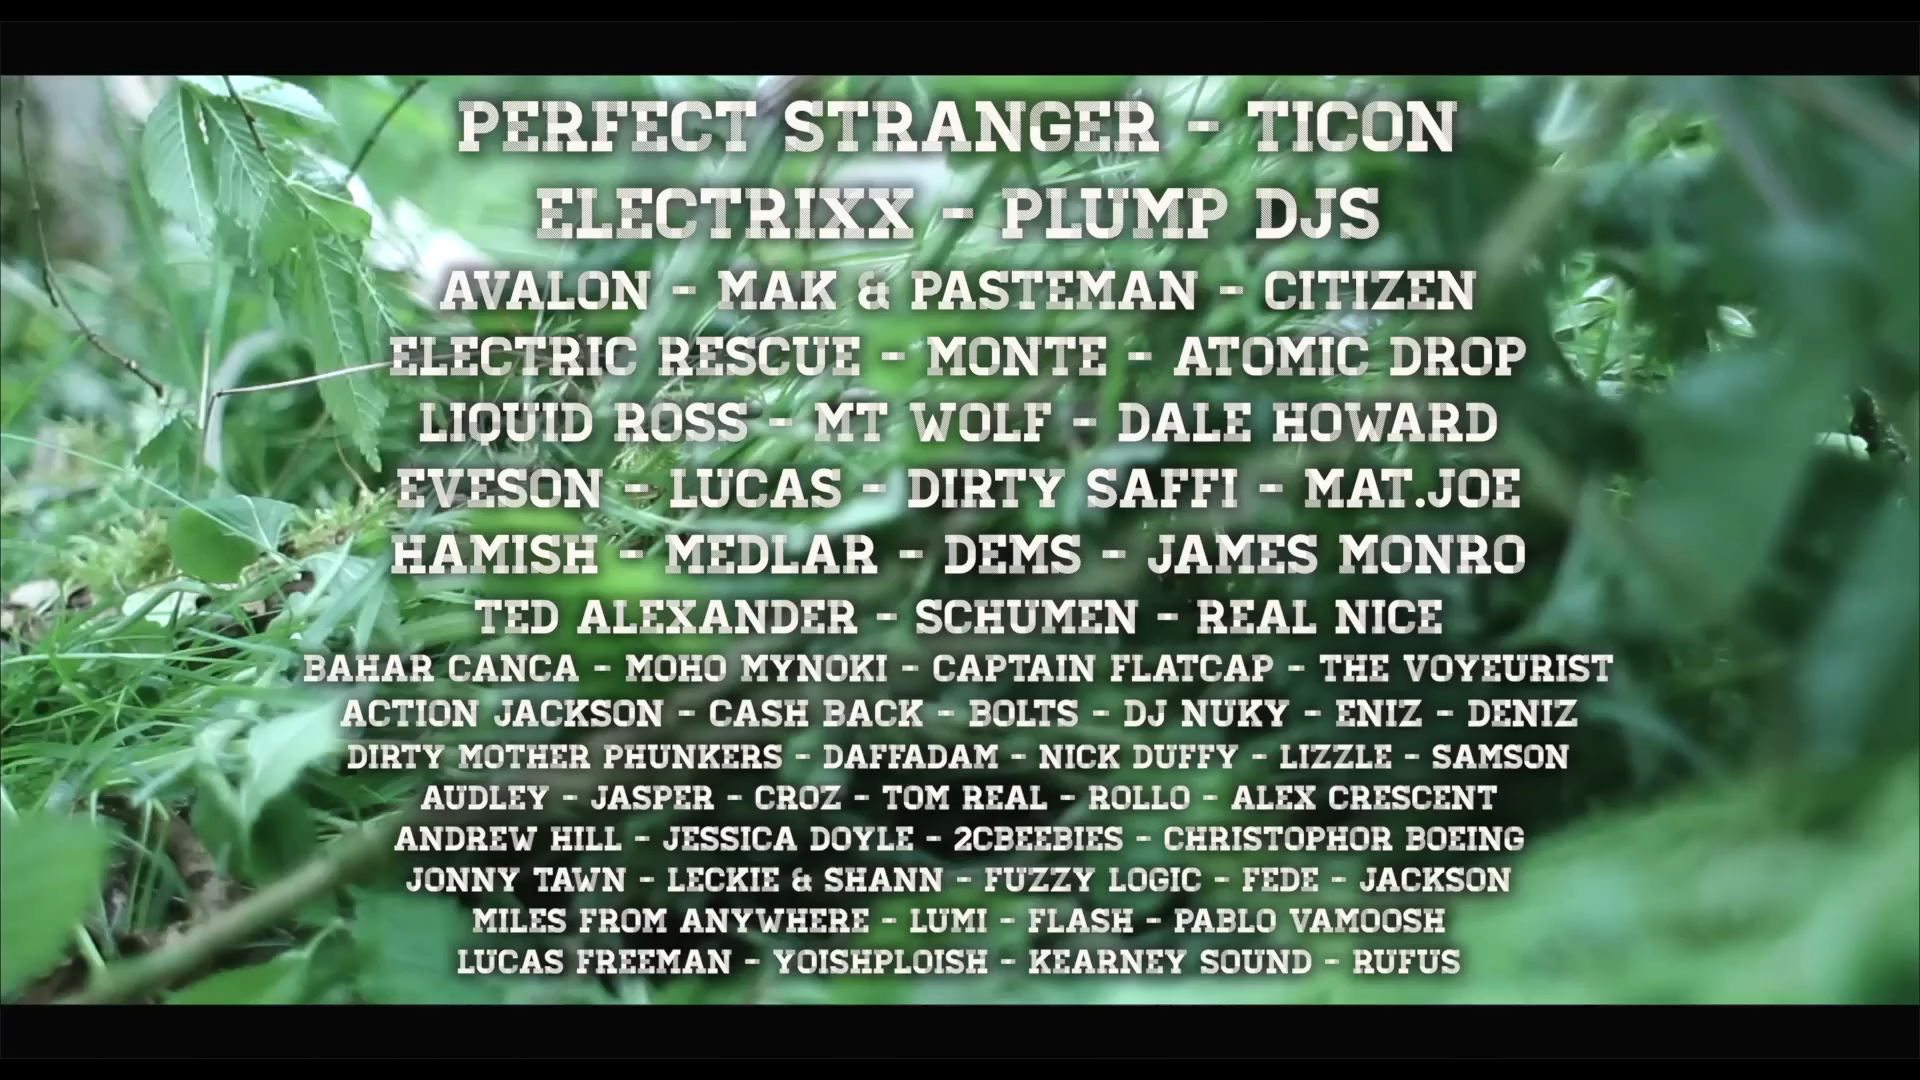 PERFECT STRANGER - TICON
ELECTRIXX - PLUMP DJS
AVALON - MAK & PASTEMAN - CITIZEN
ELECTRIC RESCUE - MONTE - ATOMIC DROP
LIQUID ROSS - MT WOLF - DALE HOWARD
EVESON - LUCAS - DIRTY SAFFI - MAT.JOE
HAMISH - MEDLAR - DEMS - JAMES MONRO
TED ALEXANDER - SCHUMEN - REAL NICE
BAHAR CANCA - MOHO MYNOKI - CAPTAIN FLATCAP - THE VOYEURIST
ACTION JACKSON - CASH BACK - BOLTS - DJ NUKY - ENIZ - DENIZ
DIRTY MOTHER PHUNKERS - DAFFADAM - NICK DUFFY - LIZZLE - SAMSON
AUDLEY - JASPER - CROZ - TOM REAL - ROLLO - ALEX CRESCENT
ANDREW HILL - JESSICA DOYLE - 2CBEEBIES - CHRISTOPHOR BOEING
JONNY TAWN - LECKIE & SHANN - FUZZY LOGIC - FEDE - JACKSON
MILES FROM ANYWHERE - LUMI - FLASH - PABLO VAMOOSH
LUCAS FREEMAN - YOISHPLOISH - KEARNEY SOUND - RUFUS